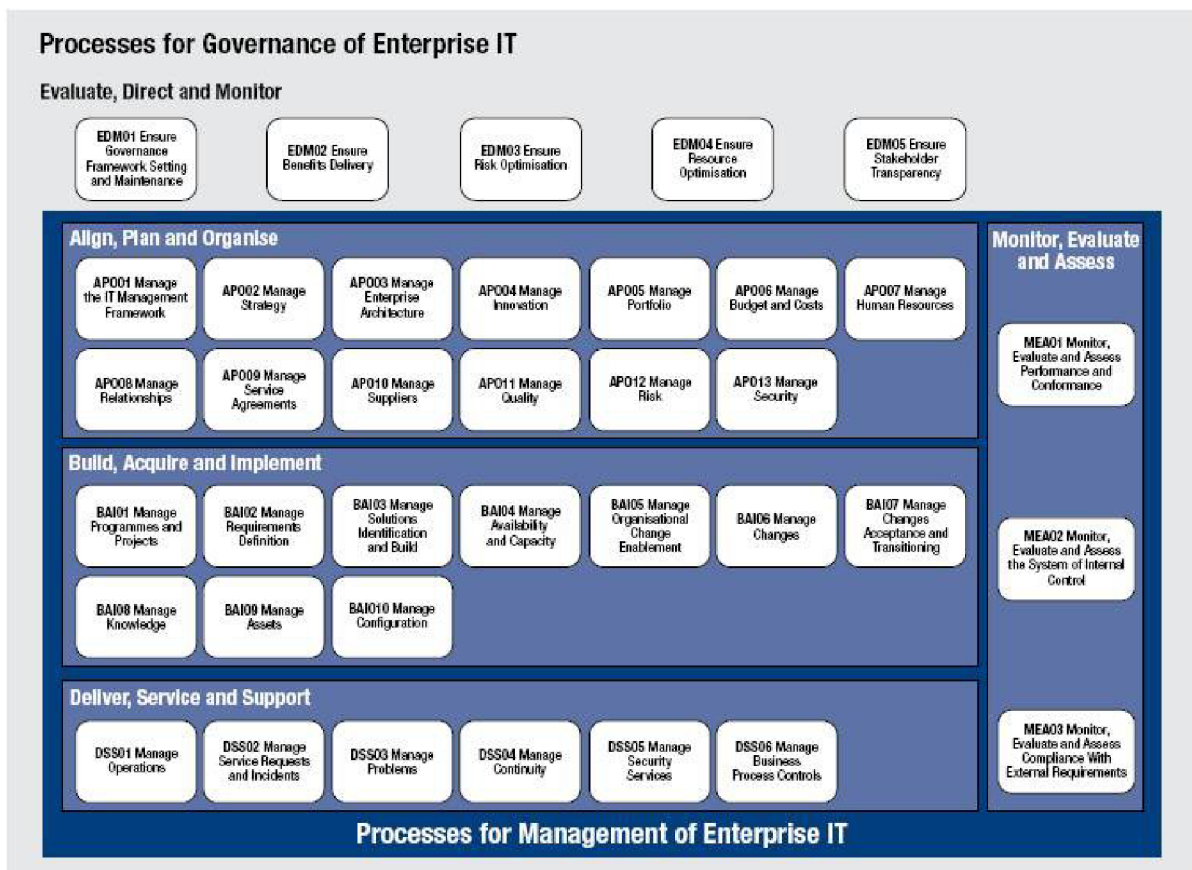 Processes for Governance of Enterprise IT
Evaluate, Direct and Monitor
EDM01 Ensure
Governance
Framework Setting
and Maintenance
EDM02 Ensure
Benefits Delivery
EDM03 Ensure
Risk Optimisation
EDM04 Ensure
Resource
Optimisation
EDM05 Ensure
Stakeholder
Transparency
Align, Plan and Organise
APO01 Manage
the IT Management
Framework
APO02 Manage
Strategy
APO03 Manage
Enterprise
Architecture
APO04 Manage
Innovation
APO05 Manage
Portfolio
APO06 Manage
Budget and Costs
APO07 Manage
Human Resources
APO08 Manage
Relationships
APO09 Manage
Service
Agreements
APO10 Manage
Suppliers
APO11 Manage
Quality
APO12 Manage
Risk
APO13 Manage
Security
Build, Acquire and Implement
BAI01 Manage
Programmes and
Projects
BAI02 Manage
Requirements
Definition
BAI03 Manage
Solutions
Identification
and Build
BAI04 Manage
Availability
and Capacity
BAI05 Manage
Organisational
Change
Enablement
BAI06 Manage
Changes
BAI07 Manage
Changes
Acceptance and
Transitioning
BAI08 Manage
Knowledge
BAI09 Manage
Assets
BAI010 Manage
Configuration
Deliver, Service and Support
DSS01 Manage
Operations
DSS02 Manage
Service Requests
and Incidents
DSS03 Manage
Problems
DSS04 Manage
Continuity
DSS05 Manage
Security
Services
DSS06 Manage
Business
Process Controls
Monitor, Evaluate
and Assess
MEA01 Monitor,
Evaluate and Assess
Performance and
Conformance
MEA02 Monitor,
Evaluate and Assess
the System of Internal
Control
MEA03 Monitor,
Evaluate and Assess
Compliance With
External Requirements
Processes for Management of Enterprise IT